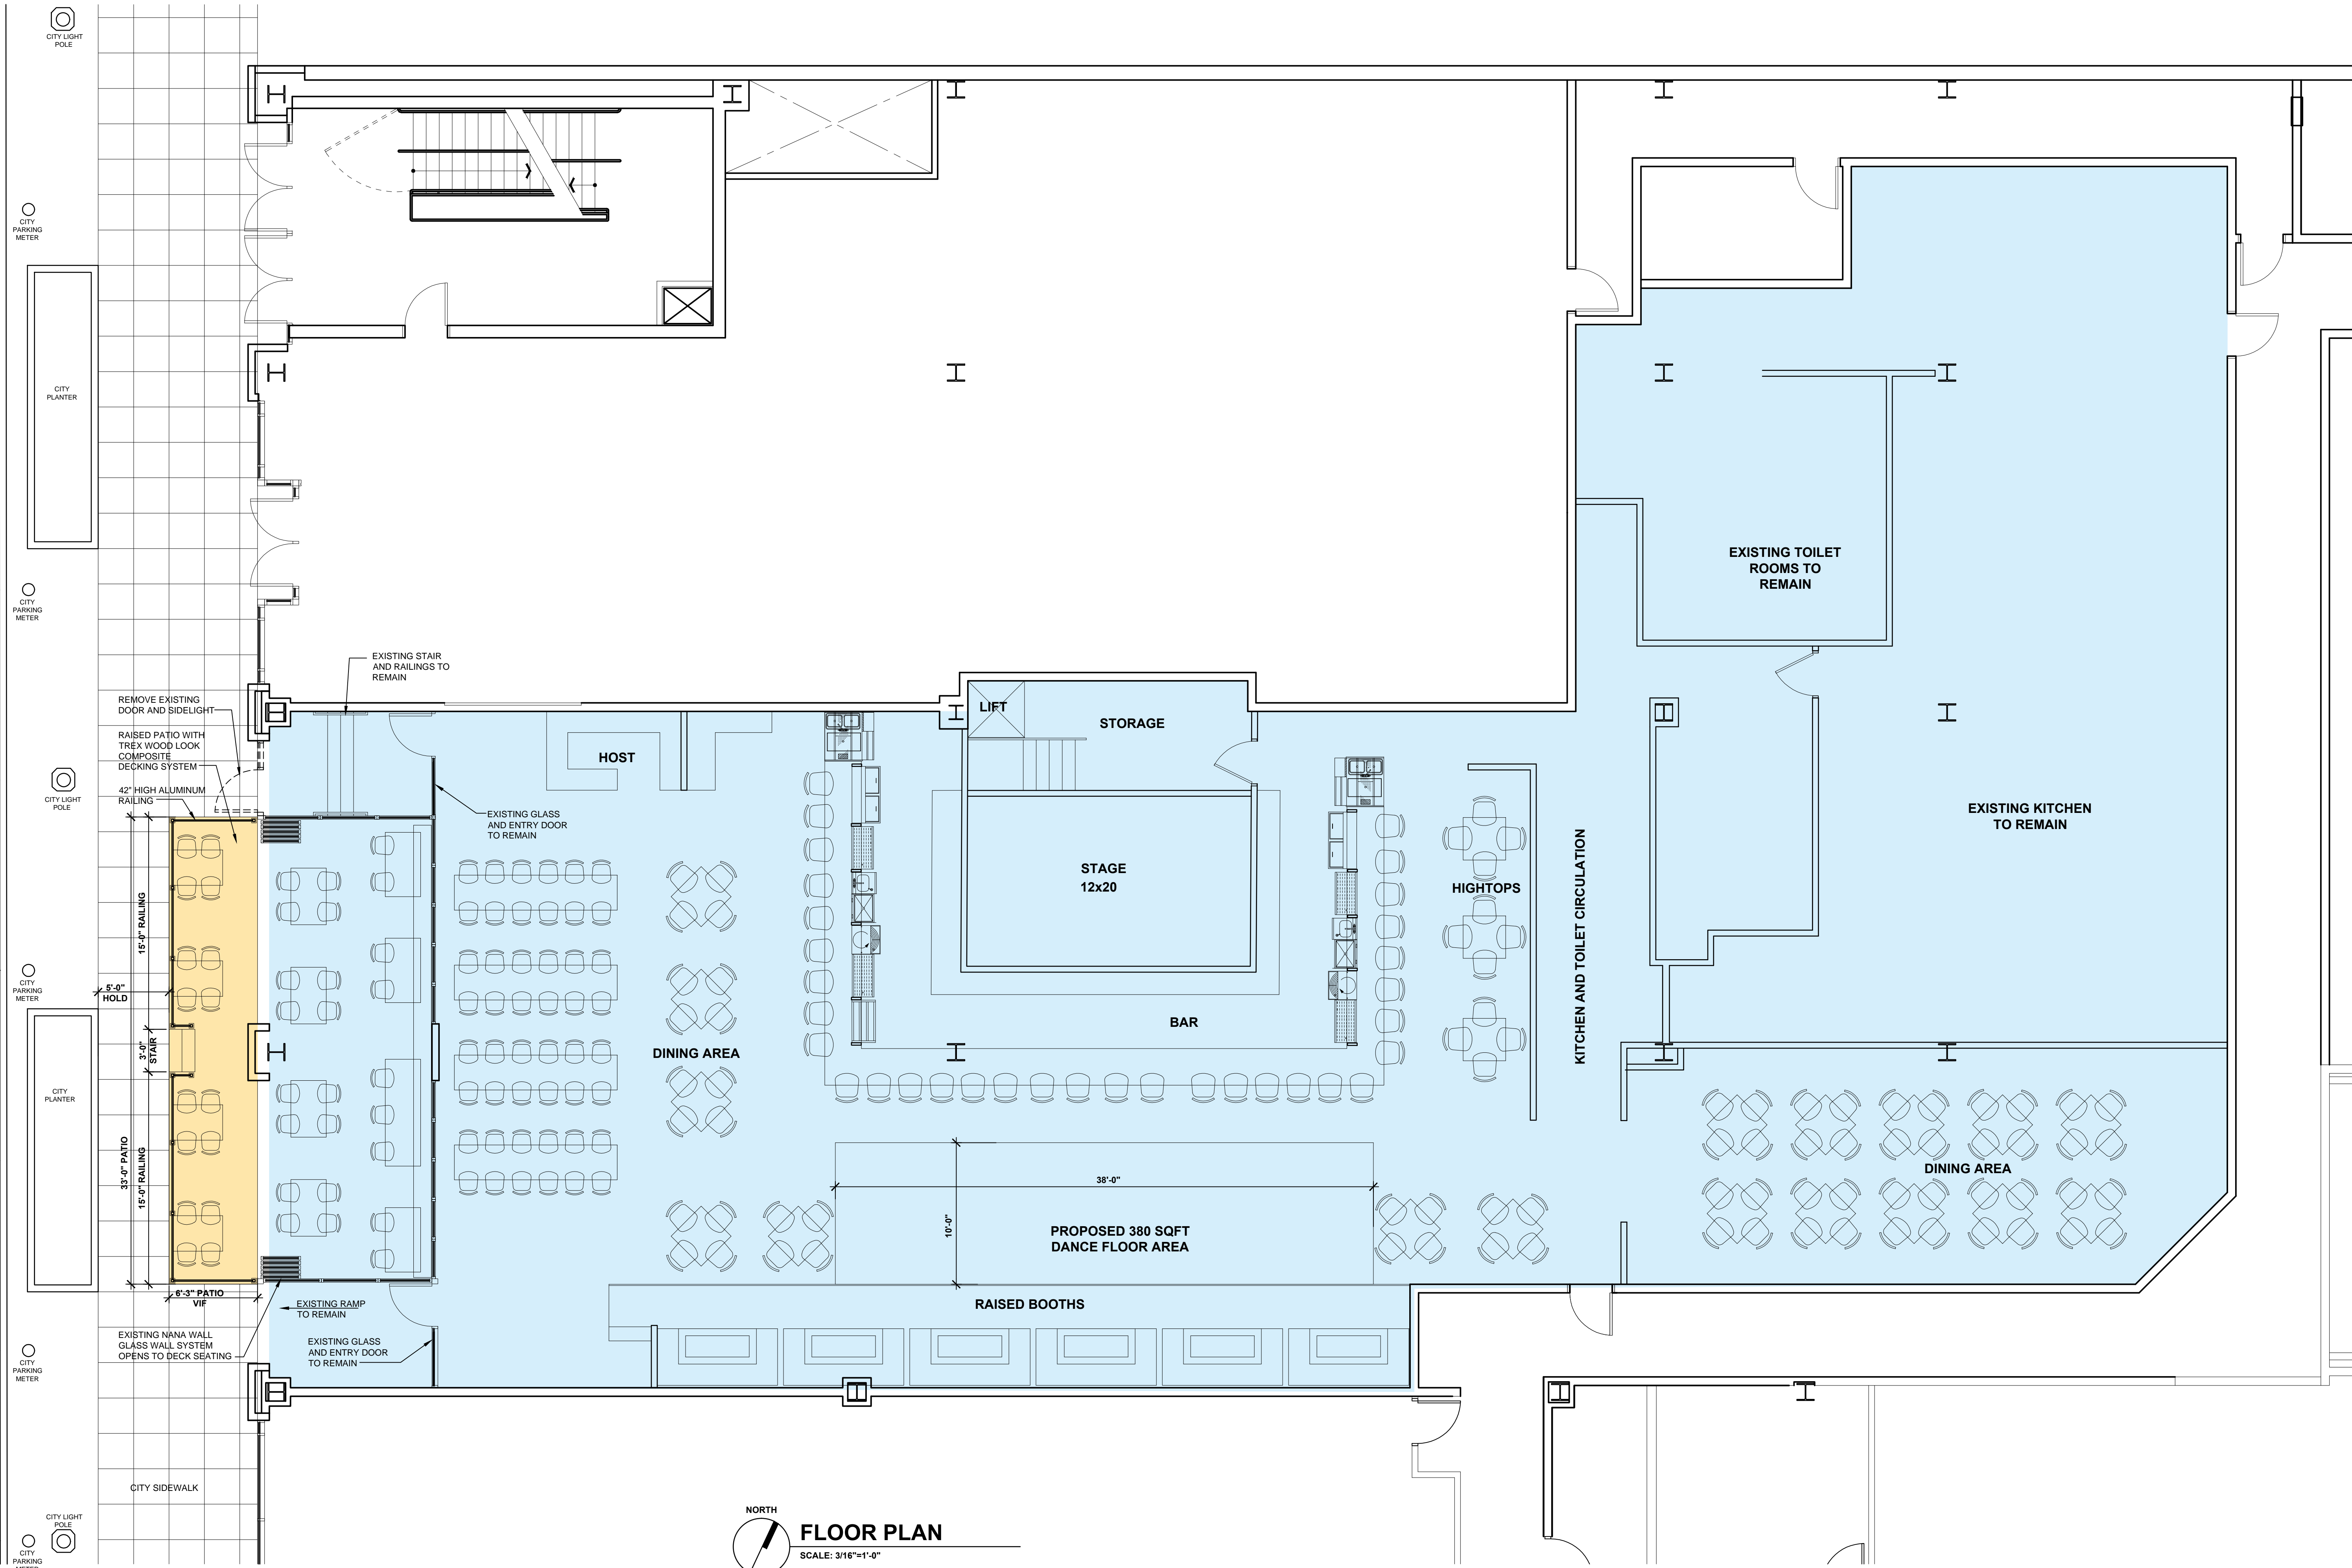 CITY LIGHT
POLE
CITY
PARKING
METER
CITY
PLANTER
CITY
PARKING
METER
EXISTING STAIR
AND RAILINGS TO
REMAIN
REMOVE EXISTING
DOOR AND SIDELIGHT
RAISED PATIO WITH
TREX WOOD LOOK
COMPOSITE
DECKING SYSTEM
42" HIGH ALUMINUM
RAILING
CITY LIGHT
POLE
HOST
EXISTING GLASS
AND ENTRY DOOR
TO REMAIN
LIFT
STORAGE
STAGE
12x20
BAR
HIGHTOPS
KITCHEN AND TOILET CIRCULATION
EXISTING TOILET
ROOMS TO
REMAIN
EXISTING KITCHEN
TO REMAIN
DINING AREA
DINING AREA
15'-0" RAILING
5'-0"
HOLD
3'-0"
STAIR
33'-0" PATIO
15'-0" RAILING
CITY
PARKING
METER
CITY
PLANTER
38'-0"
10'-0"
PROPOSED 380 SQFT
DANCE FLOOR AREA
RAISED BOOTHS
6'-3" PATIO
VIF
EXISTING RAMP
TO REMAIN
EXISTING NANA WALL
GLASS WALL SYSTEM
OPENS TO DECK SEATING
EXISTING GLASS
AND ENTRY DOOR
TO REMAIN
CITY
PARKING
METER
CITY SIDEWALK
CITY LIGHT
POLE
CITY
PARKING
METER
NORTH
FLOOR PLAN
SCALE: 3/16"=1'-0"